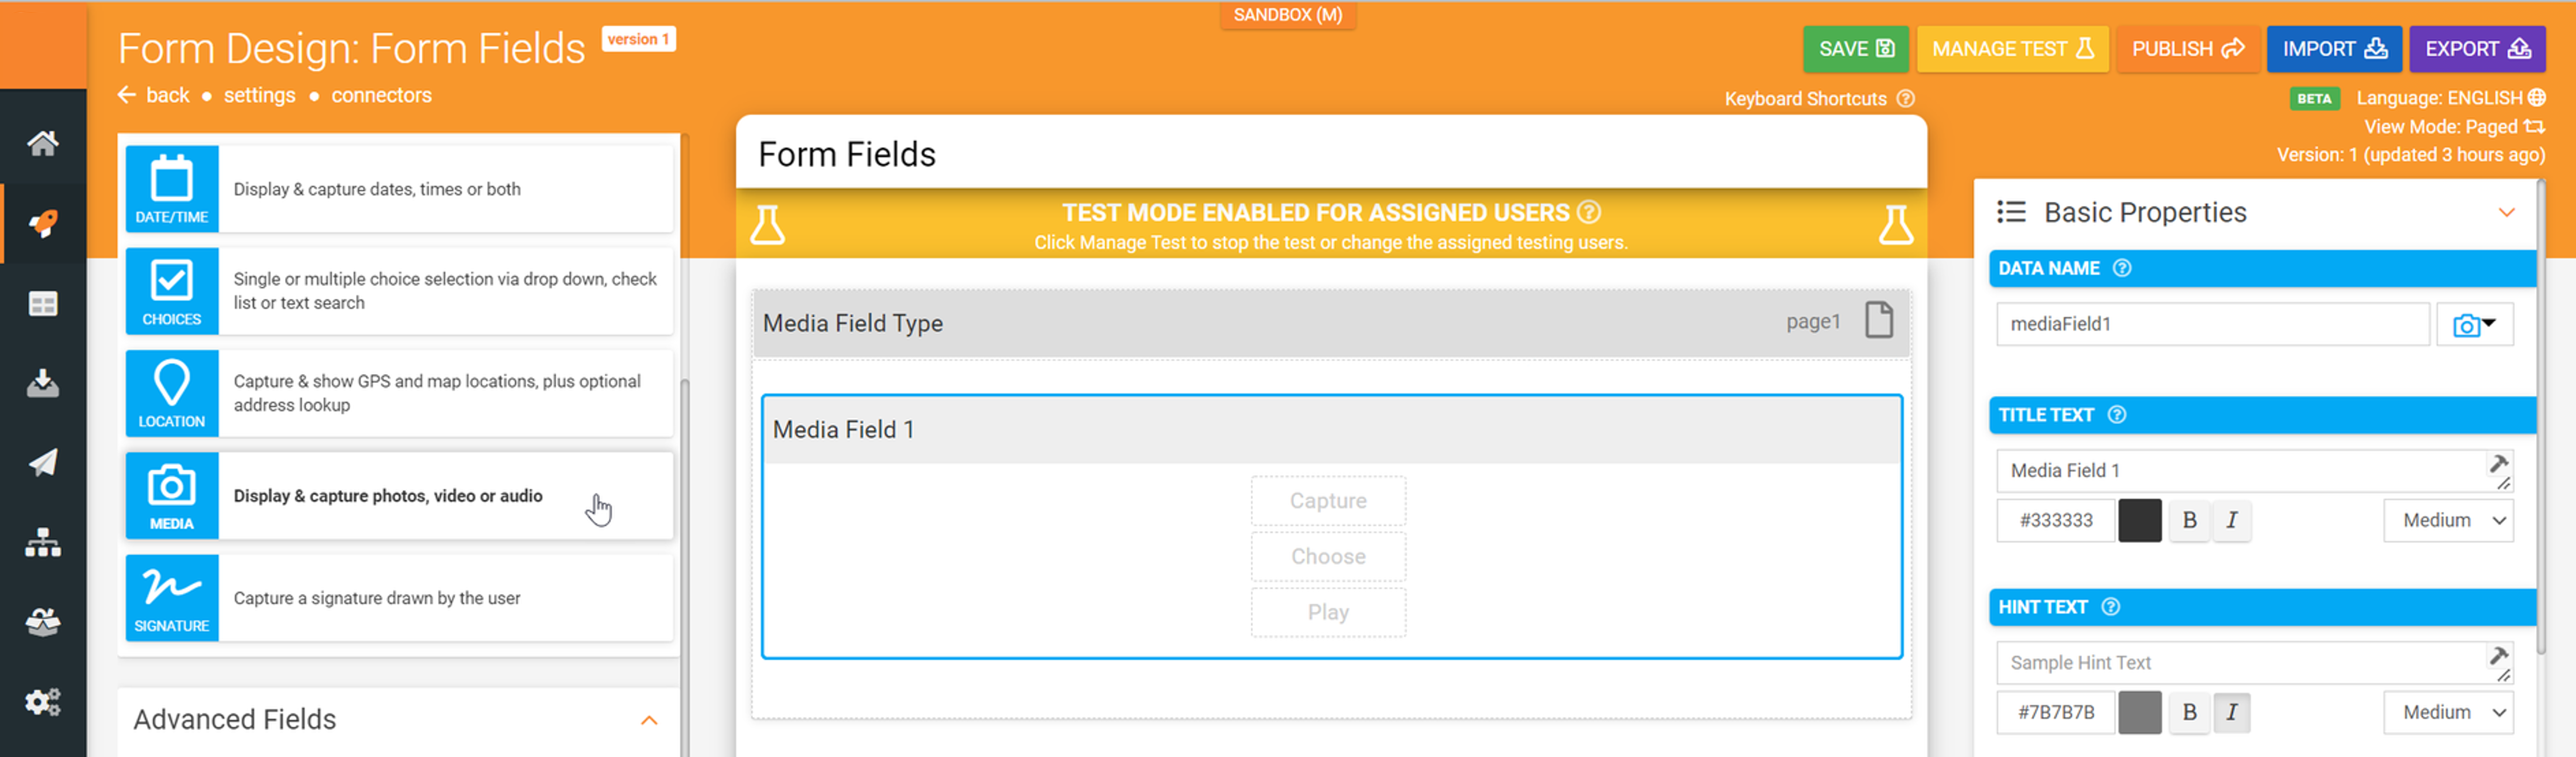 SANDBOX (M)
Form Design: Form Fields version 1
SAVE
MANAGE TEST
PUBLISH
IMPORT
EXPORT
back • settings • connectors
Keyboard Shortcuts
BETA Language: ENGLISH
View Mode: Paged
Version: 1 (updated 3 hours ago)
DATE/TIME
Display & capture dates, times or both
CHOICES
Single or multiple choice selection via drop down, check
list or text search
LOCATION
Capture & show GPS and map locations, plus optional
address lookup
MEDIA
Display & capture photos, video or audio
SIGNATURE
Capture a signature drawn by the user
Advanced Fields
Form Fields
TEST MODE ENABLED FOR ASSIGNED USERS
Click Manage Test to stop the test or change the assigned testing users.
Media Field Type page1
Media Field 1
Capture
Choose
Play
Basic Properties
DATA NAME
mediaField1
TITLE TEXT
Media Field 1
#333333 B I Medium
HINT TEXT
Sample Hint Text
#7B7B7B B I Medium